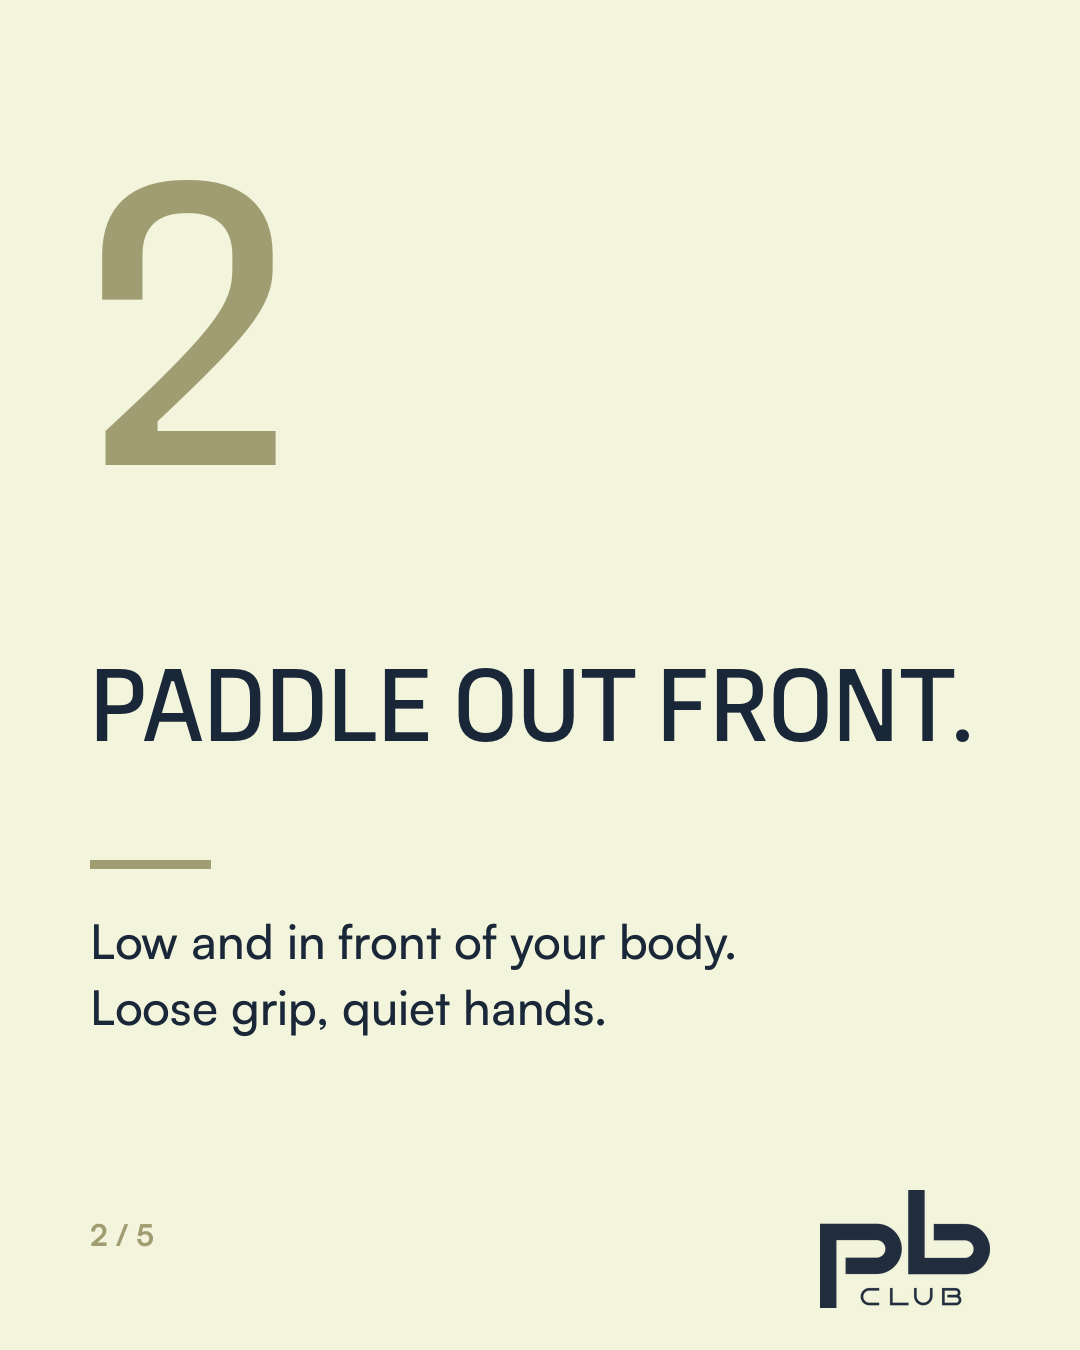 2
PADDLE OUT FRONT.
Low and in front of your body.
Loose grip, quiet hands.
2 / 5
pb
CLUB